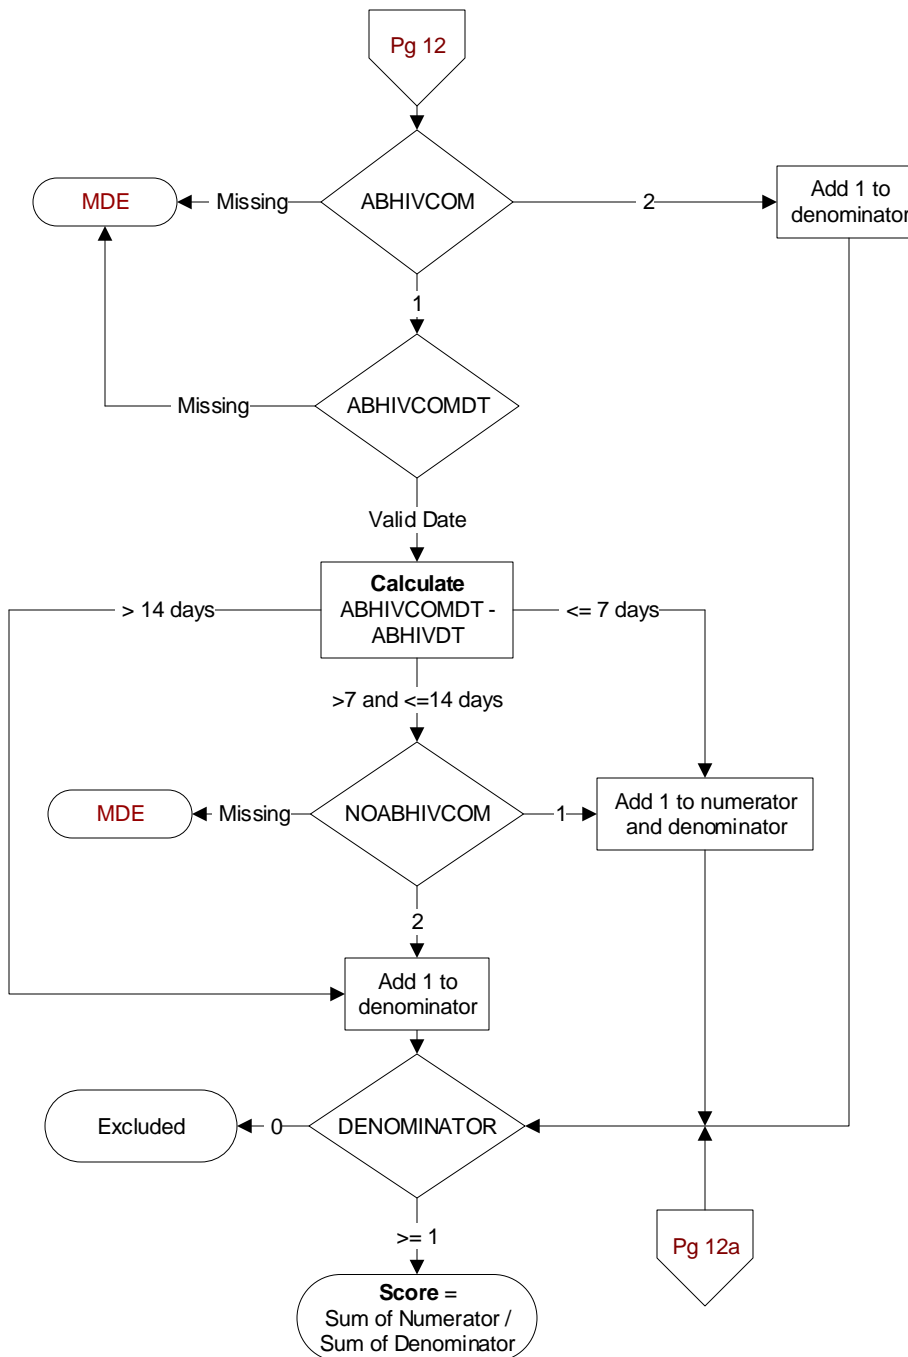 Pg 12
MDE
Missing
ABHIVCOM
2
Add 1 to
denominator
1
Missing
ABHIVCOMDT
Valid Date
> 14 days
Calculate
ABHIVCOMDT -
ABHIVDT
<= 7 days
>7 and <=14 days
MDE
Missing
NOABHIVCOM
1
Add 1 to numerator
and denominator
2
Add 1 to
denominator
Excluded
0
DENOMINATOR
>= 1
Pg 12a
Score =
Sum of Numerator /
Sum of Denominator